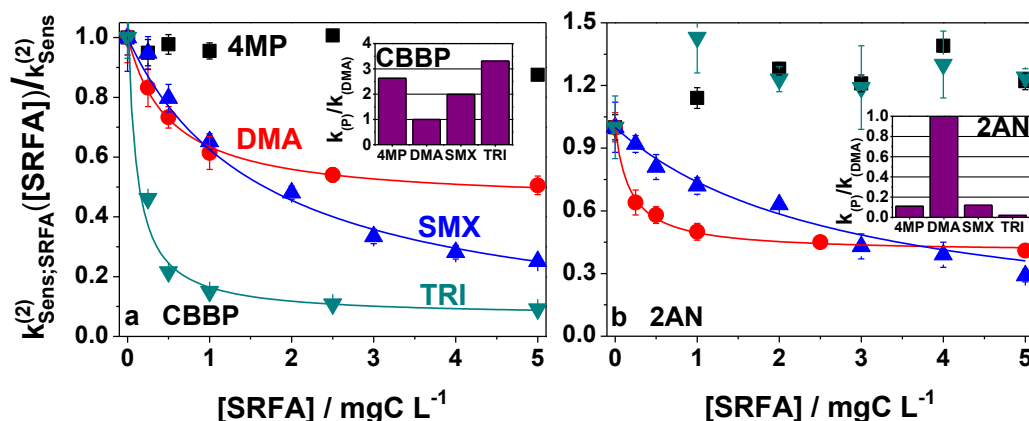 k(2)Sens;SRFA([SRFA])/k(2)Sens
1.0
0.8
0.6
0.4
0.2
0.0
4MP
DMA
SMX
TRI
a CBBP
0 1 2 3 4 5
[SRFA] / mgC L-1
CBBP
k(P)/k(DMA)
4
3
2
1
0
4MP DMA SMX TRI
1.5
1.2
0.9
0.6
0.3
0.0
b 2AN
0 1 2 3 4 5
[SRFA] / mgC L-1
2AN
k(P)/k(DMA)
1.0
0.8
0.6
0.4
0.2
0.0
4MP DMA SMX TRI